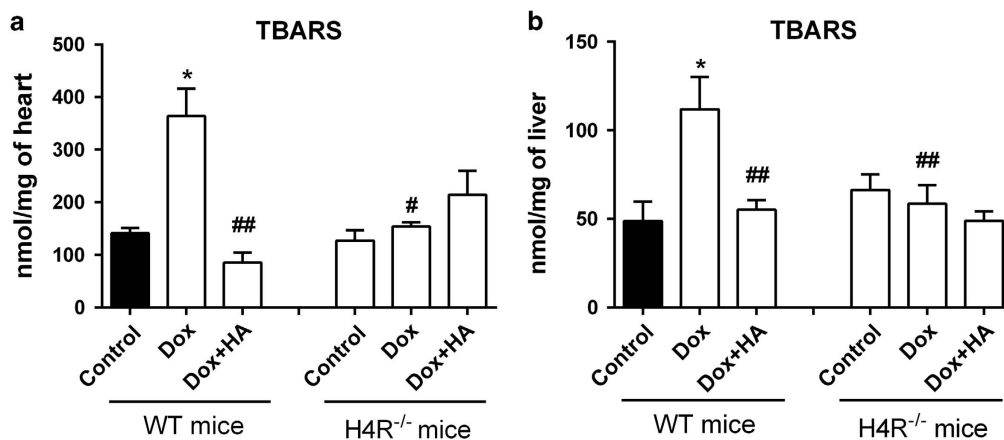 a
TBARS
nmol/mg of heart
500
400
300
200
100
0
*
##
#
Control
Dox
Dox+HA
Control
Dox
Dox+HA
WT mice
H4R-/- mice
b
TBARS
nmol/mg of liver
150
100
50
0
*
##
##
Control
Dox
Dox+HA
Control
Dox
Dox+HA
WT mice
H4R-/- mice